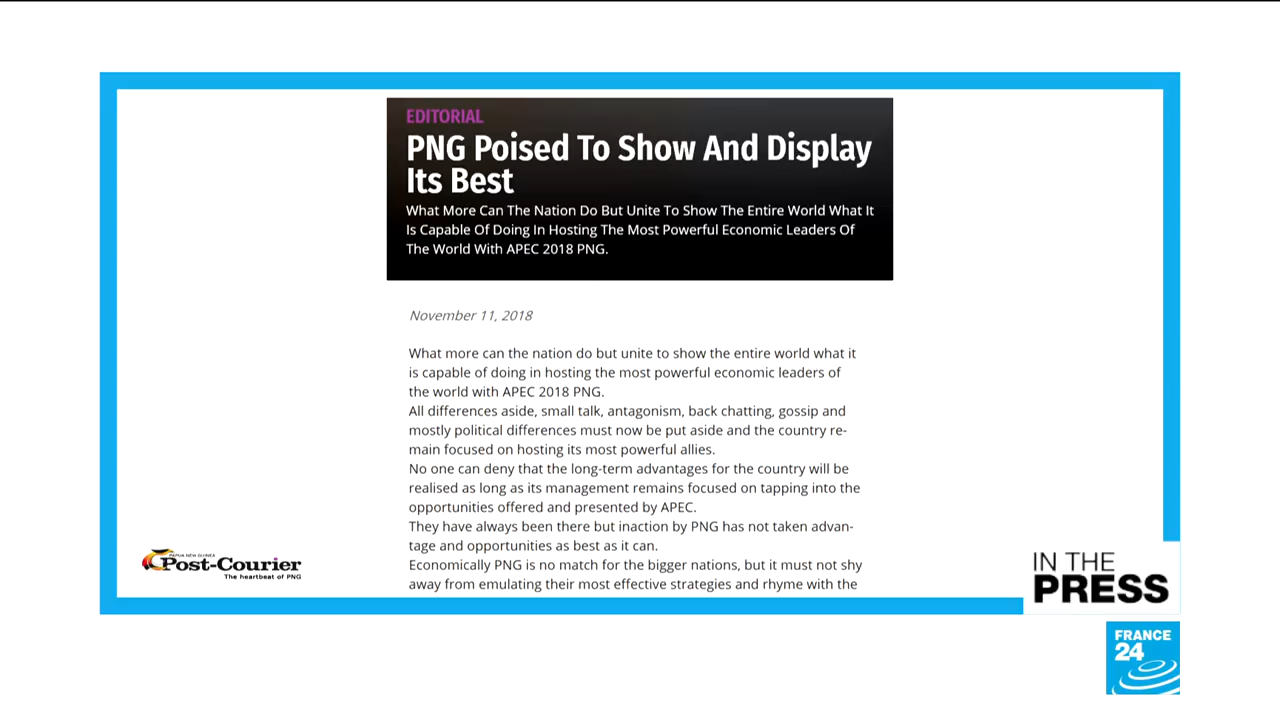 EDITORIAL
PNG Poised To Show And Display
Its Best
What More Can The Nation Do But Unite To Show The Entire World What It
Is Capable Of Doing In Hosting The Most Powerful Economic Leaders Of
The World With APEC 2018 PNG.
November 11, 2018
What more can the nation do but unite to show the entire world what it
is capable of doing in hosting the most powerful economic leaders of
the world with APEC 2018 PNG.
All differences aside, small talk, antagonism, back chatting, gossip and
mostly political differences must now be put aside and the country re-
main focused on hosting its most powerful allies.
No one can deny that the long-term advantages for the country will be
realised as long as its management remains focused on tapping into the
opportunities offered and presented by APEC.
They have always been there but inaction by PNG has not taken advan-
tage and opportunities as best as it can.
Economically PNG is no match for the bigger nations, but it must not shy
away from emulating their most effective strategies and rhyme with the
PAPUA NEW GUINEA
Post-Courier
The heartbeat of PNG
IN THE
PRESS
FRANCE
24